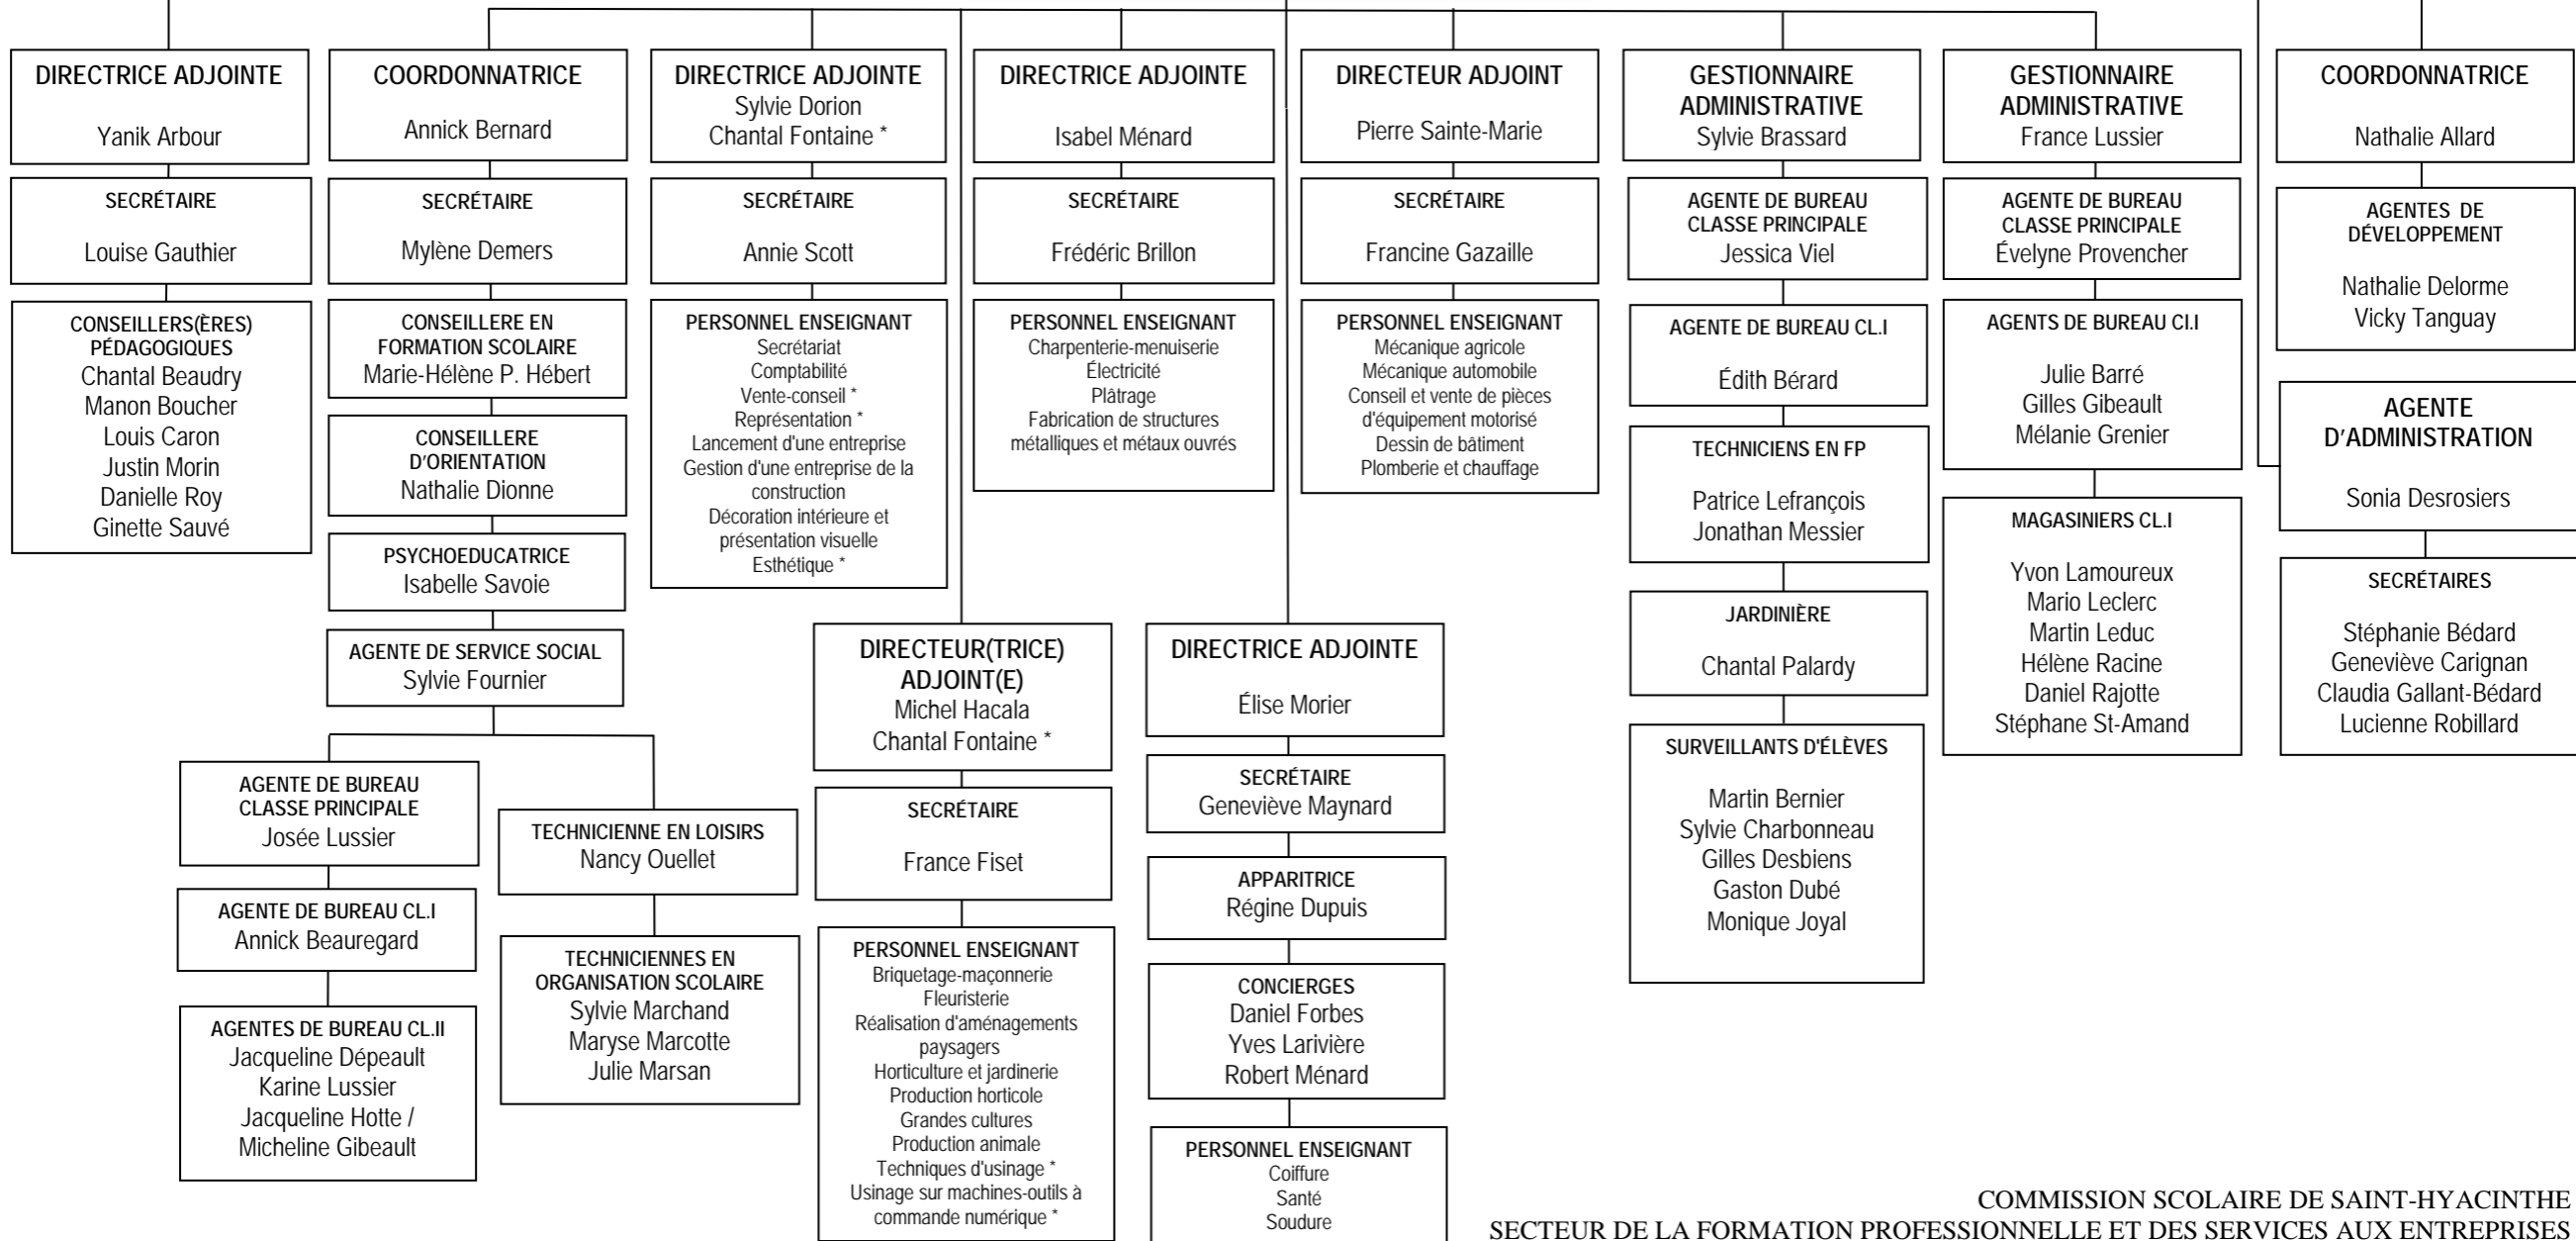 DIRECTRICE ADJOINTE
Yanik Arbour
SECRÉTAIRE
Louise Gauthier
CONSEILLERS(ÈRES)
PÉDAGOGIQUES
Chantal Beaudry
Manon Boucher
Louis Caron
Justin Morin
Danielle Roy
Ginette Sauvé
COORDONNATRICE
Annick Bernard
SECRÉTAIRE
Mylène Demers
CONSEILLERE EN
FORMATION SCOLAIRE
Marie-Hélène P. Hébert
CONSEILLERE
D'ORIENTATION
Nathalie Dionne
PSYCHOEDUCATRICE
Isabelle Savoie
AGENTE DE SERVICE SOCIAL
Sylvie Fournier
AGENTE DE BUREAU
CLASSE PRINCIPALE
Josée Lussier
AGENTE DE BUREAU CL.I
Annick Beauregard
AGENTES DE BUREAU CL.II
Jacqueline Dépeault
Karine Lussier
Jacqueline Hotte /
Micheline Gibeault
TECHNICIENNE EN LOISIRS
Nancy Ouellet
TECHNICIENNES EN
ORGANISATION SCOLAIRE
Sylvie Marchand
Maryse Marcotte
Julie Marsan
DIRECTRICE ADJOINTE
Sylvie Dorion
Chantal Fontaine *
SECRÉTAIRE
Annie Scott
PERSONNEL ENSEIGNANT
Secrétariat
Comptabilité
Vente-conseil *
Représentation *
Lancement d'une entreprise
Gestion d'une entreprise de la
construction
Décoration intérieure et
présentation visuelle
Esthétique *
DIRECTEUR(TRICE)
ADJOINT(E)
Michel Hacala
Chantal Fontaine *
SECRÉTAIRE
France Fiset
PERSONNEL ENSEIGNANT
Briquetage-maçonnerie
Fleuristerie
Réalisation d'aménagements
paysagers
Horticulture et jardinerie
Production horticole
Grandes cultures
Production animale
Techniques d'usinage *
Usinage sur machines-outils à
commande numérique *
DIRECTRICE ADJOINTE
Isabel Ménard
SECRÉTAIRE
Frédéric Brillon
PERSONNEL ENSEIGNANT
Charpenterie-menuiserie
Électricité
Plâtrage
Fabrication de structures
métalliques et métaux ouvrés
DIRECTRICE ADJOINTE
Élise Morier
SECRÉTAIRE
Geneviève Maynard
APPARITRICE
Régine Dupuis
CONCIERGES
Daniel Forbes
Yves Larivière
Robert Ménard
PERSONNEL ENSEIGNANT
Coiffure
Santé
Soudure
DIRECTEUR ADJOINT
Pierre Sainte-Marie
SECRÉTAIRE
Francine Gazaille
PERSONNEL ENSEIGNANT
Mécanique agricole
Mécanique automobile
Conseil et vente de pièces
d'équipement motorisé
Dessin de bâtiment
Plomberie et chauffage
GESTIONNAIRE
ADMINISTRATIVE
Sylvie Brassard
AGENTE DE BUREAU
CLASSE PRINCIPALE
Jessica Viel
AGENTE DE BUREAU CL.I
Édith Bérard
TECHNICIENS EN FP
Patrice Lefrançois
Jonathan Messier
JARDINIÈRE
Chantal Palardy
SURVEILLANTS D'ÉLÈVES
Martin Bernier
Sylvie Charbonneau
Gilles Desbiens
Gaston Dubé
Monique Joyal
GESTIONNAIRE
ADMINISTRATIVE
France Lussier
AGENTE DE BUREAU
CLASSE PRINCIPALE
Évelyne Provencher
AGENTS DE BUREAU Cl.I
Julie Barré
Gilles Gibeault
Mélanie Grenier
MAGASINIERS CL.I
Yvon Lamoureux
Mario Leclerc
Martin Leduc
Hélène Racine
Daniel Rajotte
Stéphane St-Amand
COORDONNATRICE
Nathalie Allard
AGENTES DE
DÉVELOPPEMENT
Nathalie Delorme
Vicky Tanguay
AGENTE
D'ADMINISTRATION
Sonia Desrosiers
SECRÉTAIRES
Stéphanie Bédard
Geneviève Carignan
Claudia Gallant-Bédard
Lucienne Robillard
COMMISSION SCOLAIRE DE SAINT-HYACINTHE
SECTEUR DE LA FORMATION PROFESSIONNELLE ET DES SERVICES AUX ENTREPRISES